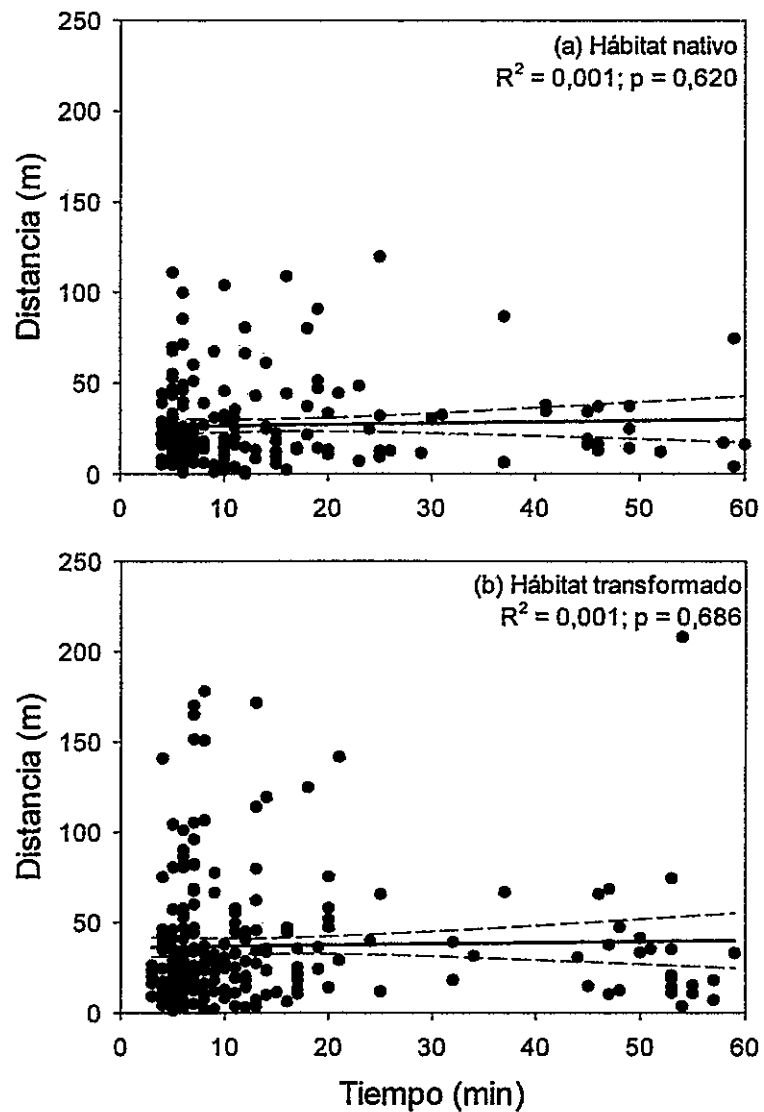 250
200
150
100
50
0
Distancia (m)
(a) Hábitat nativo
R² = 0,001; p = 0,620
0 10 20 30 40 50 60
250
200
150
100
50
0
Distancia (m)
(b) Hábitat transformado
R² = 0,001; p = 0,686
0 10 20 30 40 50 60
Tiempo (min)